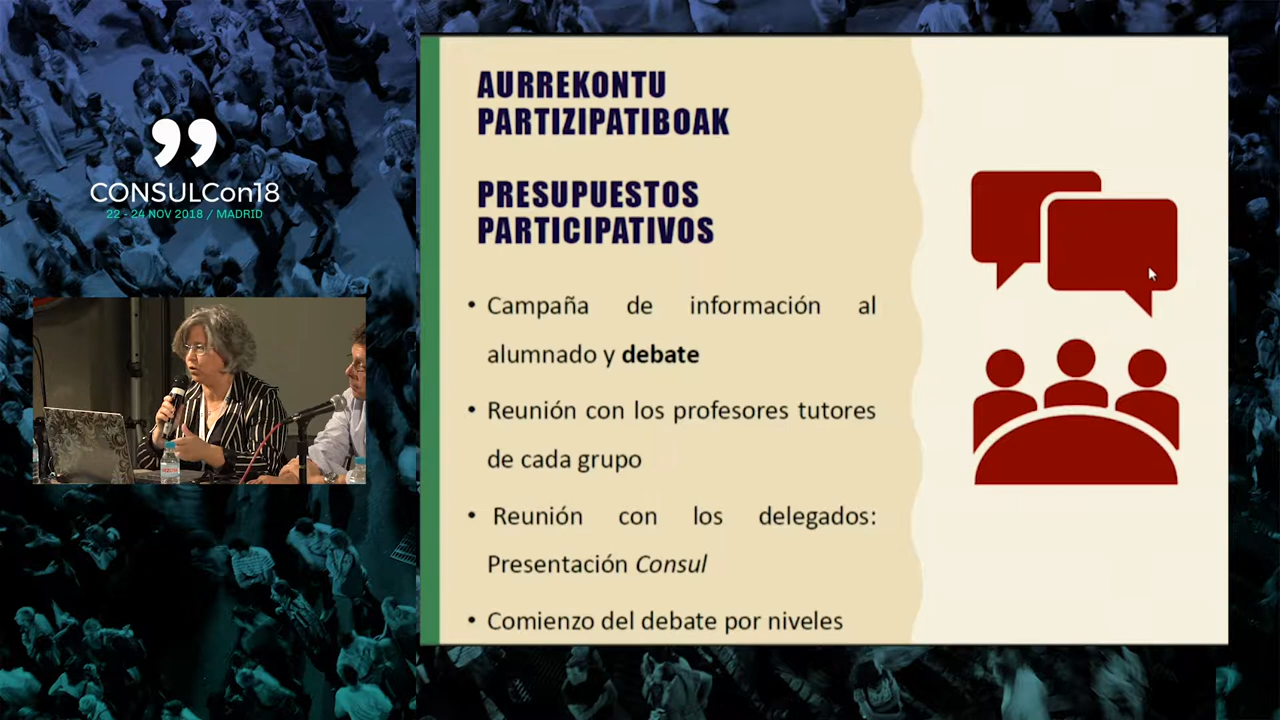 CONSULCon18
22 - 24 NOV 2018 / MADRID
AURREKONTU
PARTIZIPATIBOAK
PRESUPUESTOS
PARTICIPATIVOS
• Campaña de información al
alumnado y debate
• Reunión con los profesores tutores
de cada grupo
• Reunión con los delegados:
Presentación Consul
• Comienzo del debate por niveles